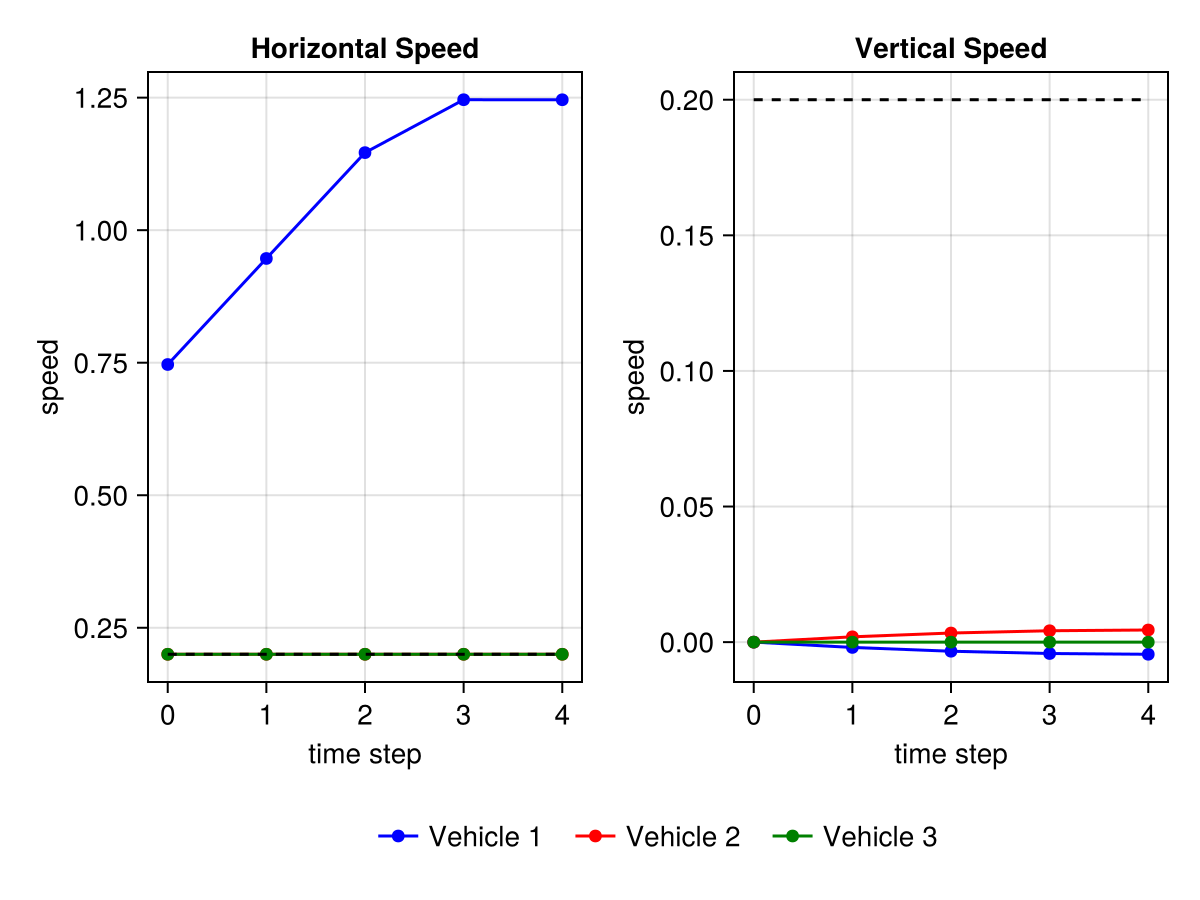 Horizontal Speed
1.25
1.00
0.75
0.50
0.25
speed
0 1 2 3 4
time step
Vertical Speed
0.20
0.15
0.10
0.05
0.00
speed
0 1 2 3 4
time step
Vehicle 1 Vehicle 2 Vehicle 3